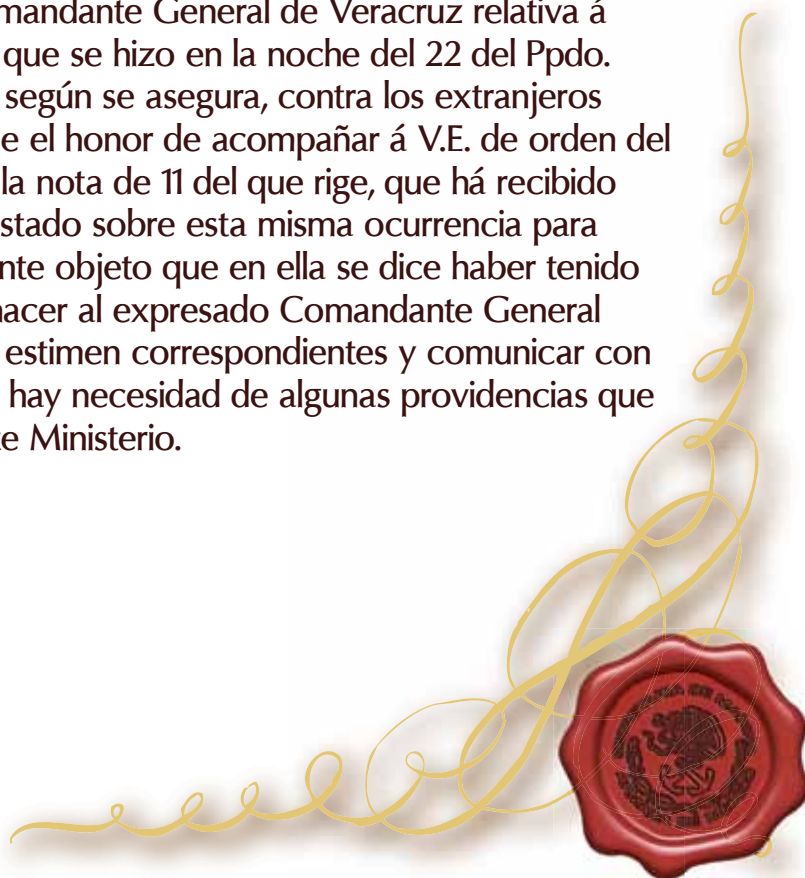 mandante General de Veracruz relativa á
que se hizo en la noche del 22 del Ppdo.
según se asegura, contra los extranjeros
e el honor de acompañar á V.E. de orden del
la nota de 11 del que rige, que há recibido
stado sobre esta misma ocurrencia para
nte objeto que en ella se dice haber tenido
hacer al expresado Comandante General
estimen correspondientes y comunicar con
hay necesidad de algunas providencias que
te Ministerio.